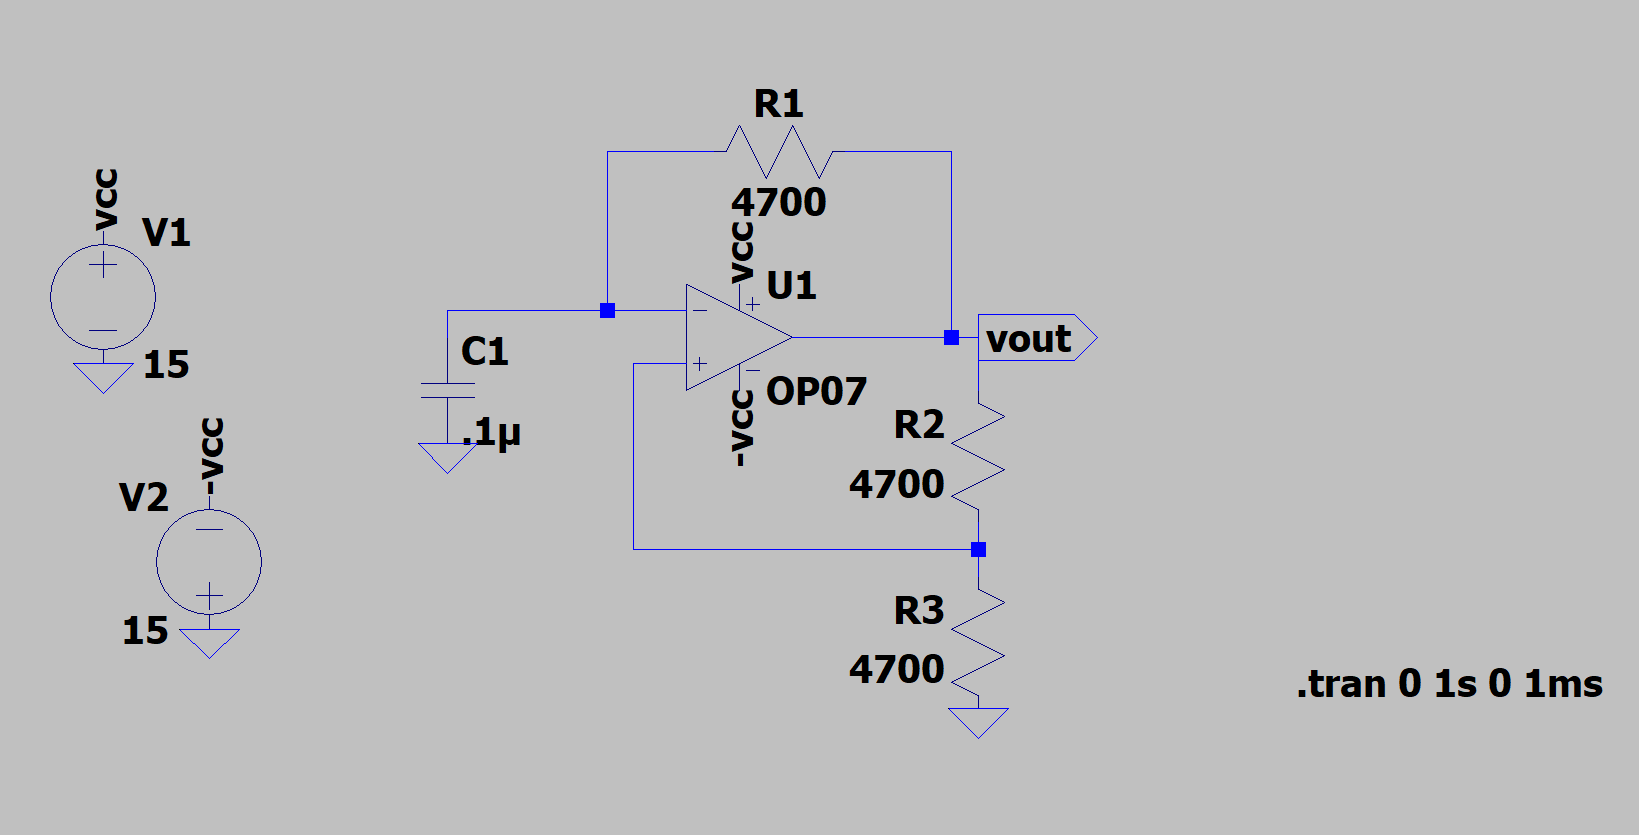 R1
4700
vcc
V1
15
vcc
U1
OP07
-vcc
C1
.1µ
vout
-vcc
V2
15
R2
4700
R3
4700
.tran 0 1s 0 1ms